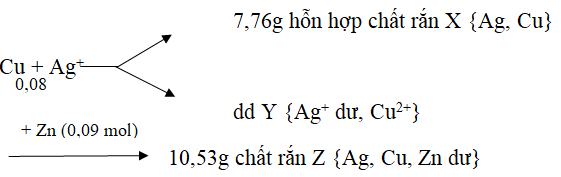 7,76g hỗn hợp chất rắn X {Ag, Cu}
Cu + Ag⁺
0,08
dd Y {Ag⁺ dư, Cu²⁺}
+ Zn (0,09 mol)
10,53g chất rắn Z {Ag, Cu, Zn dư}